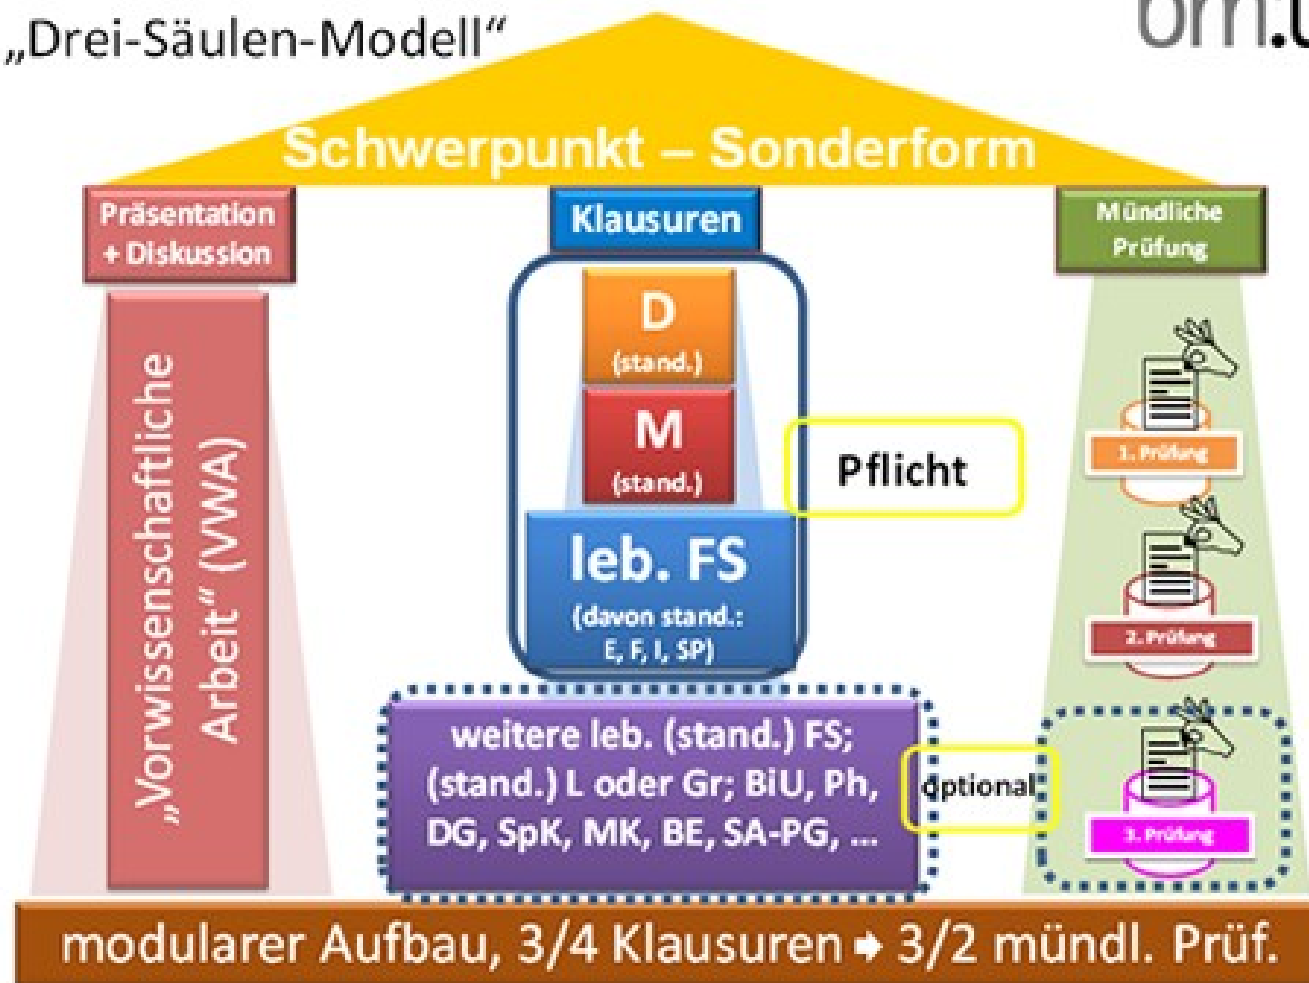 „Drei-Säulen-Modell“
Schwerpunkt – Sonderform
Präsentation
+ Diskussion
„Vorwissenschaftliche
Arbeit“ (VWA)
Klausuren
D
(stand.)
M
(stand.)
leb. FS
(davon stand.:
E, F, I, SP)
Pflicht
weitere leb. (stand.) FS;
(stand.) L oder Gr; BiU, Ph,
DG, SpK, MK, BE, SA-PG, ...
optional
Mündliche
Prüfung
1. Prüfung
2. Prüfung
3. Prüfung
modularer Aufbau, 3/4 Klausuren ➧ 3/2 mündl. Prüf.